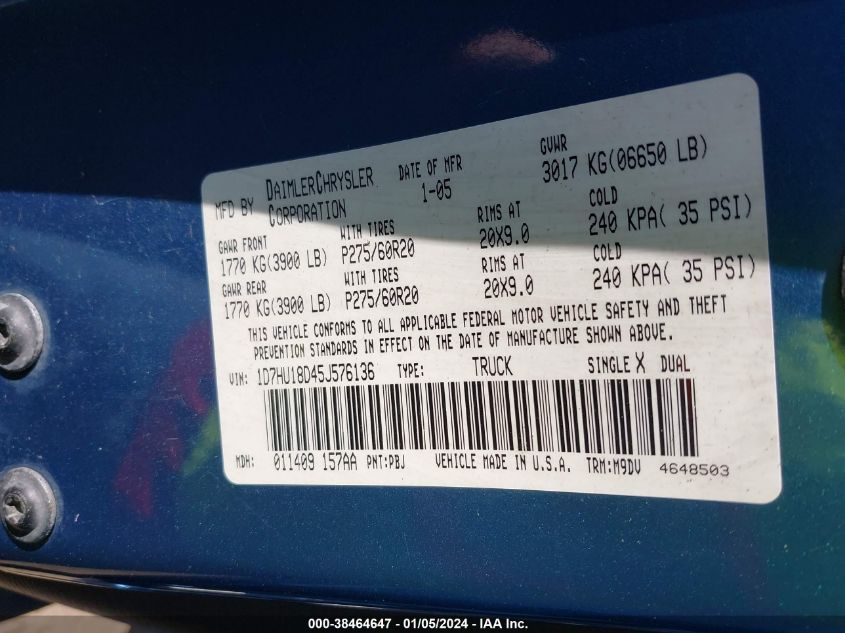 MFD BY DAIMLERCHRYSLER CORPORATION
DATE OF MFR
1-05
GVWR
3017 KG(06650 LB)
GAWR FRONT
1770 KG(3900 LB)
WITH TIRES
P275/60R20
RIMS AT
20X9.0
COLD
240 KPA( 35 PSI)
GAWR REAR
1770 KG(3900 LB)
WITH TIRES
P275/60R20
RIMS AT
20X9.0
COLD
240 KPA( 35 PSI)
THIS VEHICLE CONFORMS TO ALL APPLICABLE FEDERAL MOTOR VEHICLE SAFETY AND THEFT
PREVENTION STANDARDS IN EFFECT ON THE DATE OF MANUFACTURE SHOWN ABOVE.
VIN: 1D7HU18D45J576136 TYPE: TRUCK SINGLE X DUAL
MDH: 011409 157AA PNT:PBJ VEHICLE MADE IN U.S.A. TRM:M9DV 4648503
000-38464647 - 01/05/2024 - IAA Inc.